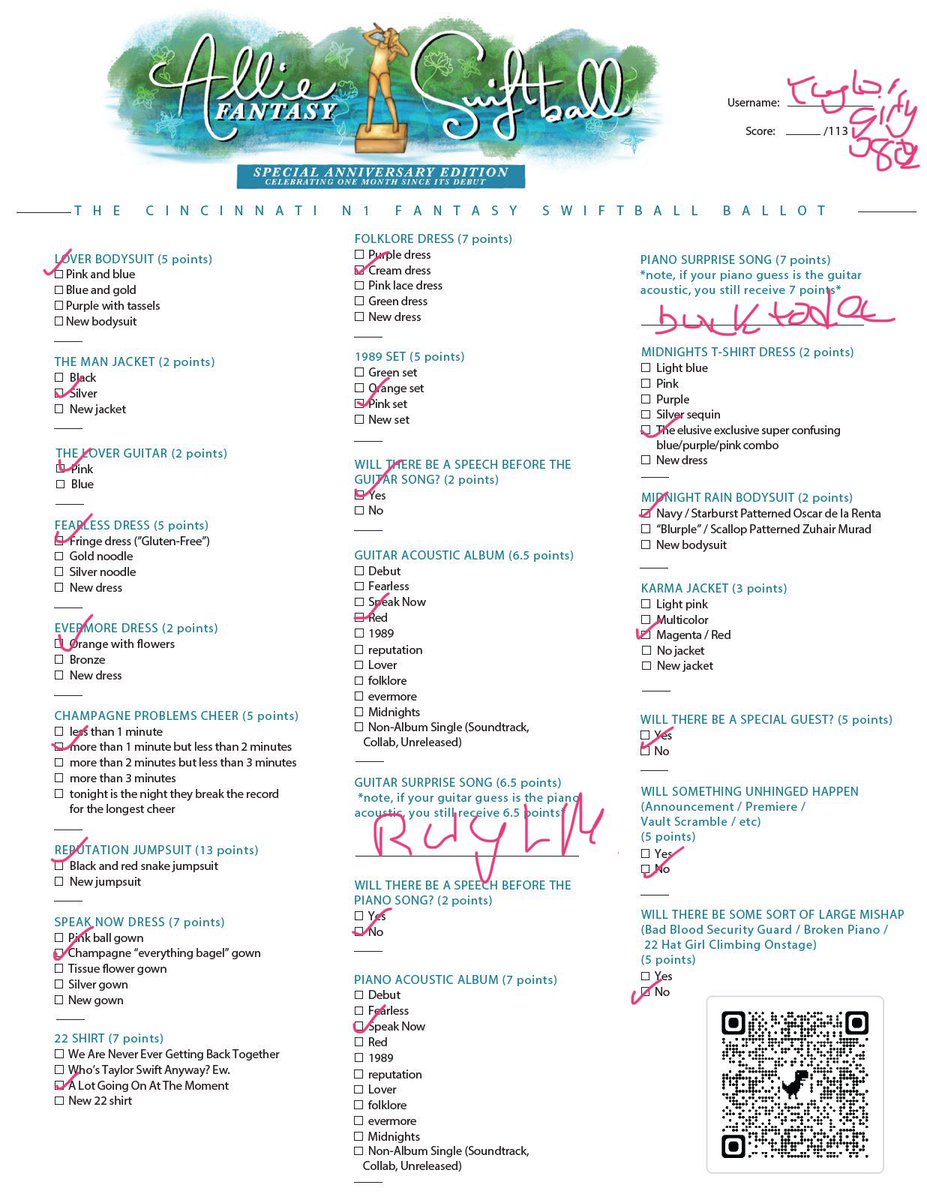 Allie
FANTASY
Swiftball
SPECIAL ANNIVERSARY EDITION
CELEBRATING ONE MONTH SINCE ITS DEBUT
Username:
Score: _____ /113
THE CINCINNATI N1 FANTASY SWIFTBALL BALLOT
LOVER BODYSUIT (5 points)
Pink and blue
Blue and gold
Purple with tassels
New bodysuit
THE MAN JACKET (2 points)
Black
Silver
New jacket
THE LOVER GUITAR (2 points)
Pink
Blue
FEARLESS DRESS (5 points)
Fringe dress ("Gluten-Free")
Gold noodle
Silver noodle
New dress
EVERMORE DRESS (2 points)
Orange with flowers
Bronze
New dress
CHAMPAGNE PROBLEMS CHEER (5 points)
less than 1 minute
more than 1 minute but less than 2 minutes
more than 2 minutes but less than 3 minutes
more than 3 minutes
tonight is the night they break the record
for the longest cheer
REPUTATION JUMPSUIT (13 points)
Black and red snake jumpsuit
New jumpsuit
SPEAK NOW DRESS (7 points)
Pink ball gown
Champagne "everything bagel" gown
Tissue flower gown
Silver gown
New gown
22 SHIRT (7 points)
We Are Never Ever Getting Back Together
Who's Taylor Swift Anyway? Ew.
A Lot Going On At The Moment
New 22 shirt
FOLKLORE DRESS (7 points)
Purple dress
Cream dress
Pink lace dress
Green dress
New dress
1989 SET (5 points)
Green set
Orange set
Pink set
New set
WILL THERE BE A SPEECH BEFORE THE
GUITAR SONG? (2 points)
Yes
No
GUITAR ACOUSTIC ALBUM (6.5 points)
Debut
Fearless
Speak Now
Red
1989
reputation
Lover
folklore
evermore
Midnights
Non-Album Single (Soundtrack,
Collab, Unreleased)
GUITAR SURPRISE SONG (6.5 points)
*note, if your guitar guess is the piano
acoustic, you still receive 6.5 points*
WILL THERE BE A SPEECH BEFORE THE
PIANO SONG? (2 points)
Yes
No
PIANO ACOUSTIC ALBUM (7 points)
Debut
Fearless
Speak Now
Red
1989
reputation
Lover
folklore
evermore
Midnights
Non-Album Single (Soundtrack,
Collab, Unreleased)
PIANO SURPRISE SONG (7 points)
*note, if your piano guess is the guitar
acoustic, you still receive 7 points*
MIDNIGHTS T-SHIRT DRESS (2 points)
Light blue
Pink
Purple
Silver sequin
The elusive exclusive super confusing
blue/purple/pink combo
New dress
MIDNIGHT RAIN BODYSUIT (2 points)
Navy / Starburst Patterned Oscar de la Renta
"Blurple" / Scallop Patterned Zuhair Murad
New bodysuit
KARMA JACKET (3 points)
Light pink
Multicolor
Magenta / Red
No jacket
New jacket
WILL THERE BE A SPECIAL GUEST? (5 points)
Yes
No
WILL SOMETHING UNHINGED HAPPEN
(Announcement / Premiere /
Vault Scramble / etc)
(5 points)
Yes
No
WILL THERE BE SOME SORT OF LARGE MISHAP
(Bad Blood Security Guard / Broken Piano /
22 Hat Girl Climbing Onstage)
(5 points)
Yes
No